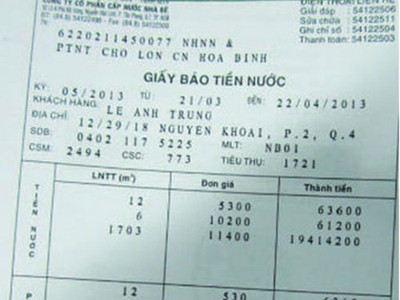 CÔNG TY CỔ PHẦN CẤP NƯỚC NHÀ BÈ
ĐIỆN THOẠI LIÊN HỆ
Giải đáp : 54122506
Sửa chữa : 54122511
Ghi chỉ số : 54122504
Thanh toán: 54122503
6220211450077 NHNN &
PTNT CHO LON CN HOA BINH
GIẤY BÁO TIỀN NƯỚC
KỲ: 05/2013 TỪ: 21/03 ĐẾN: 22/04/2013
KHÁCH HÀNG: LE ANH TRUNG
ĐỊA CHỈ: 12/29/18 NGUYEN KHOAI, P.2, Q.4
SDB: 0402 117 5225 MLT: NB01
CSM: 2494 CSC: 773 TIÊU THỤ: 1721
LNTT (m³) Đơn giá Thành tiền
TIỀN NƯỚC
12 5300 63600
6 10200 61200
1703 11400 19414200
P 12 530